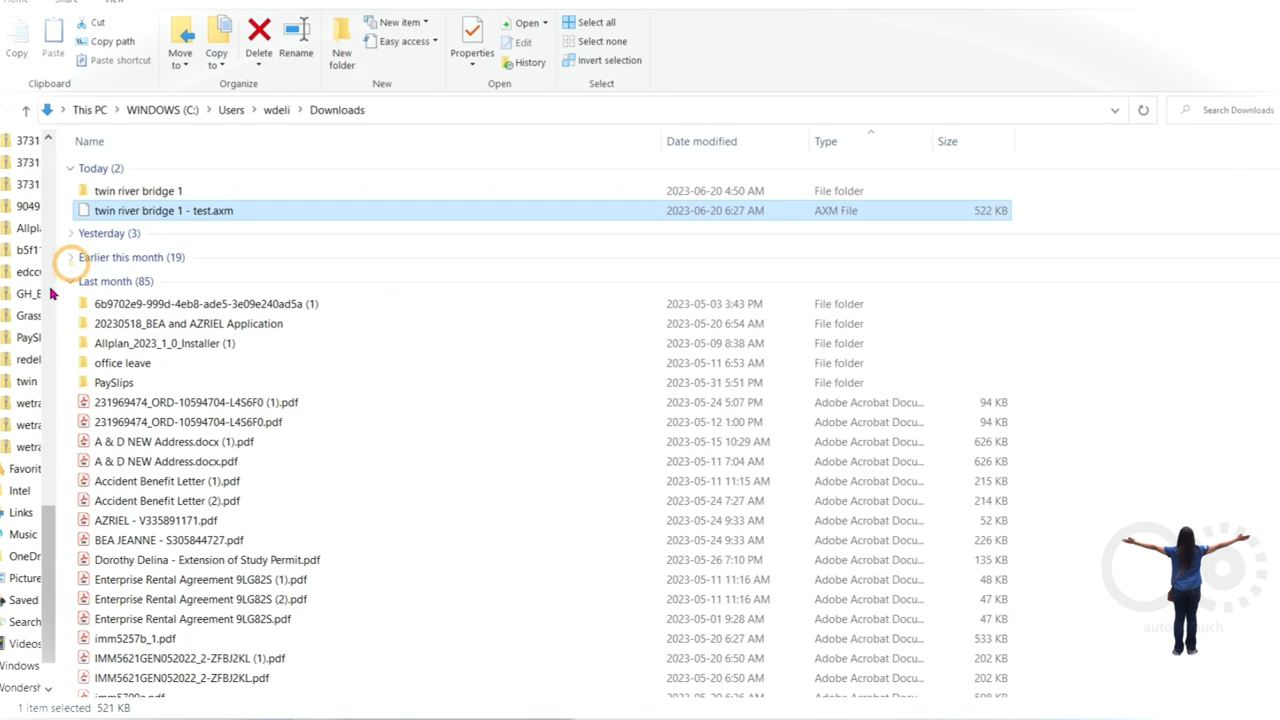 Home Share View
Copy
Paste
Cut
Copy path
Paste shortcut
Clipboard
Move to
Copy to
Delete
Rename
Organize
New folder
New item
Easy access
New
Properties
Open
Edit
History
Open
Select all
Select none
Invert selection
Select
This PC > WINDOWS (C:) > Users > wdeli > Downloads
Search Downloads
Name Date modified Type Size
Today (2)
twin river bridge 1 2023-06-20 4:50 AM File folder
twin river bridge 1 - test.axm 2023-06-20 6:27 AM AXM File 522 KB
Yesterday (3)
Earlier this month (19)
Last month (85)
6b9702e9-999d-4eb8-ade5-3e09e240ad5a (1) 2023-05-03 3:43 PM File folder
20230518_BEA and AZRIEL Application 2023-05-20 6:54 AM File folder
Allplan_2023_1_0_Installer (1) 2023-05-09 8:38 AM File folder
office leave 2023-05-11 6:53 AM File folder
PaySlips 2023-05-31 5:51 PM File folder
231969474_ORD-10594704-L4S6F0 (1).pdf 2023-05-24 5:07 PM Adobe Acrobat Docu... 94 KB
231969474_ORD-10594704-L4S6F0.pdf 2023-05-12 1:00 PM Adobe Acrobat Docu... 94 KB
A & D NEW Address.docx (1).pdf 2023-05-15 10:29 AM Adobe Acrobat Docu... 626 KB
A & D NEW Address.docx.pdf 2023-05-11 7:04 AM Adobe Acrobat Docu... 626 KB
Accident Benefit Letter (1).pdf 2023-05-11 11:15 AM Adobe Acrobat Docu... 215 KB
Accident Benefit Letter (2).pdf 2023-05-24 7:27 AM Adobe Acrobat Docu... 214 KB
AZRIEL - V335891171.pdf 2023-05-24 9:33 AM Adobe Acrobat Docu... 52 KB
BEA JEANNE - S305844727.pdf 2023-05-24 9:33 AM Adobe Acrobat Docu... 226 KB
Dorothy Delina - Extension of Study Permit.pdf 2023-05-26 7:10 PM Adobe Acrobat Docu... 135 KB
Enterprise Rental Agreement 9LG82S (1).pdf 2023-05-11 11:16 AM Adobe Acrobat Docu... 48 KB
Enterprise Rental Agreement 9LG82S (2).pdf 2023-05-11 11:16 AM Adobe Acrobat Docu... 47 KB
Enterprise Rental Agreement 9LG82S.pdf 2023-05-01 9:28 AM Adobe Acrobat Docu... 47 KB
imm5257b_1.pdf 2023-05-20 6:27 AM Adobe Acrobat Docu... 533 KB
IMM5621GEN052022_2-ZFBJ2KL (1).pdf 2023-05-20 6:50 AM Adobe Acrobat Docu... 202 KB
IMM5621GEN052022_2-ZFBJ2KL.pdf 2023-05-20 6:50 AM Adobe Acrobat Docu... 202 KB
3731
3731
3731
9049
Allpl
b5f1
edcc
GH_E
Grass
PaySl
redel
twin
wetra
wetra
wetra
Favorit
Intel
Links
Music
OneDr
Picture
Saved
Search
Videos
Windows
Wondersh
1 item selected 521 KB